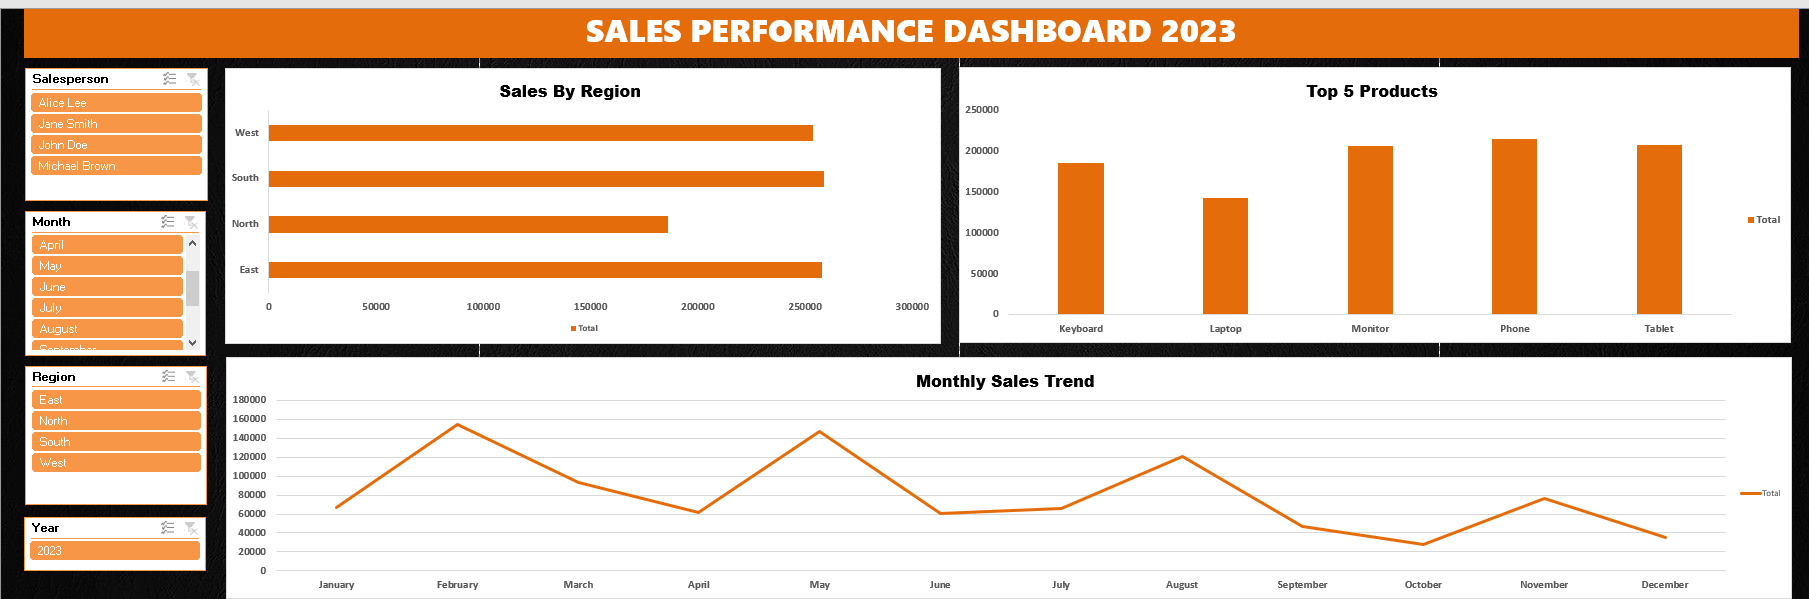 SALES PERFORMANCE DASHBOARD 2023
Salesperson
Alice Lee
Jane Smith
John Doe
Michael Brown
Month
April
May
June
July
August
September
Region
East
North
South
West
Year
2023
Sales By Region
West
South
North
East
0 50000 100000 150000 200000 250000 300000
Total
Top 5 Products
250000
200000
150000
100000
50000
0
Keyboard Laptop Monitor Phone Tablet
Total
Monthly Sales Trend
180000
160000
140000
120000
100000
80000
60000
40000
20000
0
January February March April May June July August September October November December
Total